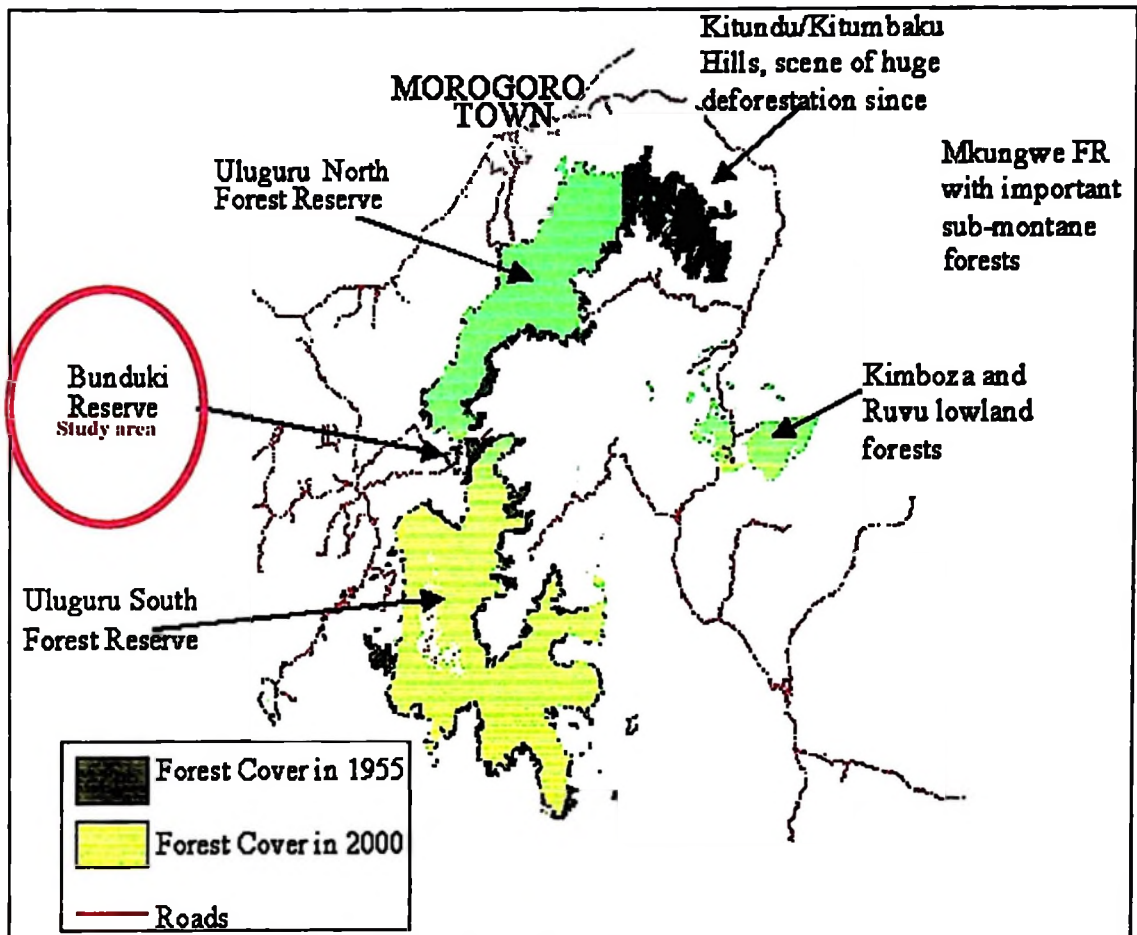 Kitundu/Kitumbaku
Hills, scene of huge
deforestation since
MOROGORO
TOWN
Mkungwe FR
with important
sub-montane
forests
Uluguru North
Forest Reserve
Bunduki
Reserve
Study area
Kimboza and
Ruvu lowland
forests
Uluguru South
Forest Reserve
Forest Cover in 1955
Forest Cover in 2000
Roads